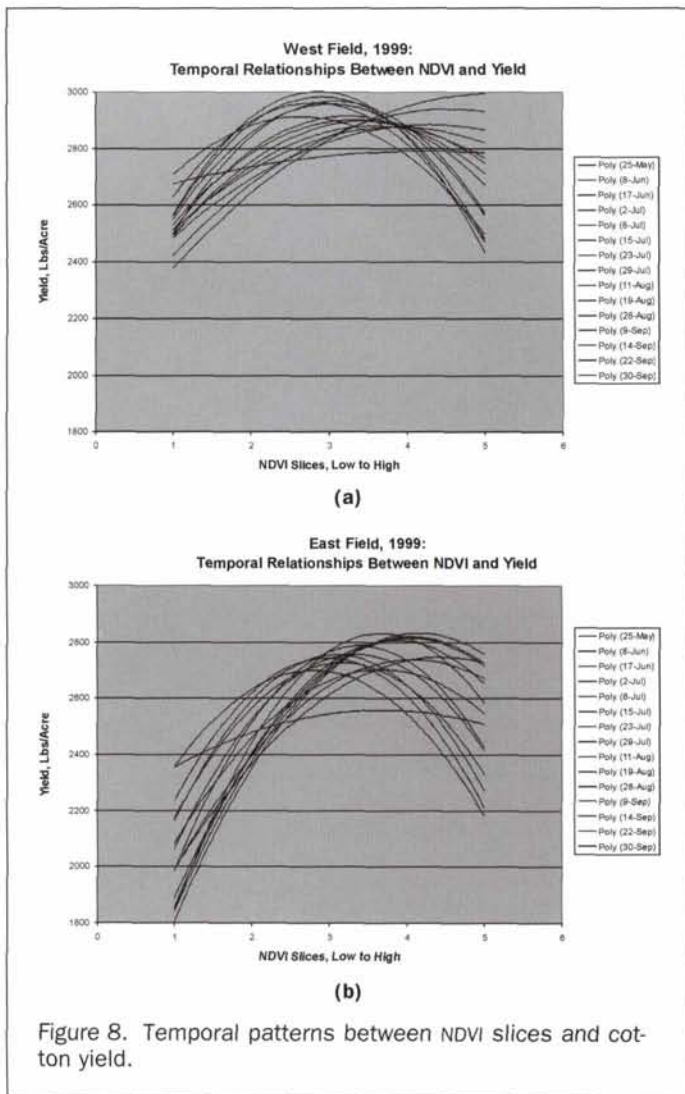 West Field, 1999:
Temporal Relationships Between NDVI and Yield
3000
2800
2600
2400
2200
2000
1800
0
1
2
3
4
5
6
Yield, Lbs/Acre
NDVI Slices, Low to High
Poly (25-May)
Poly (8-Jun)
Poly (17-Jun)
Poly (2-Jul)
Poly (8-Jul)
Poly (15-Jul)
Poly (23-Jul)
Poly (29-Jul)
Poly (11-Aug)
Poly (19-Aug)
Poly (28-Aug)
Poly (9-Sep)
Poly (14-Sep)
Poly (22-Sep)
Poly (30-Sep)
(a)
East Field, 1999:
Temporal Relationships Between NDVI and Yield
3000
2800
2600
2400
2200
2000
1800
0
1
2
3
4
5
6
Yield, Lbs/Acre
NDVI Slices, Low to High
Poly (25-May)
Poly (8-Jun)
Poly (17-Jun)
Poly (2-Jul)
Poly (8-Jul)
Poly (15-Jul)
Poly (23-Jul)
Poly (29-Jul)
Poly (11-Aug)
Poly (19-Aug)
Poly (28-Aug)
Poly (9-Sep)
Poly (14-Sep)
Poly (22-Sep)
Poly (30-Sep)
(b)
Figure 8. Temporal patterns between NDVI slices and cot-
ton yield.